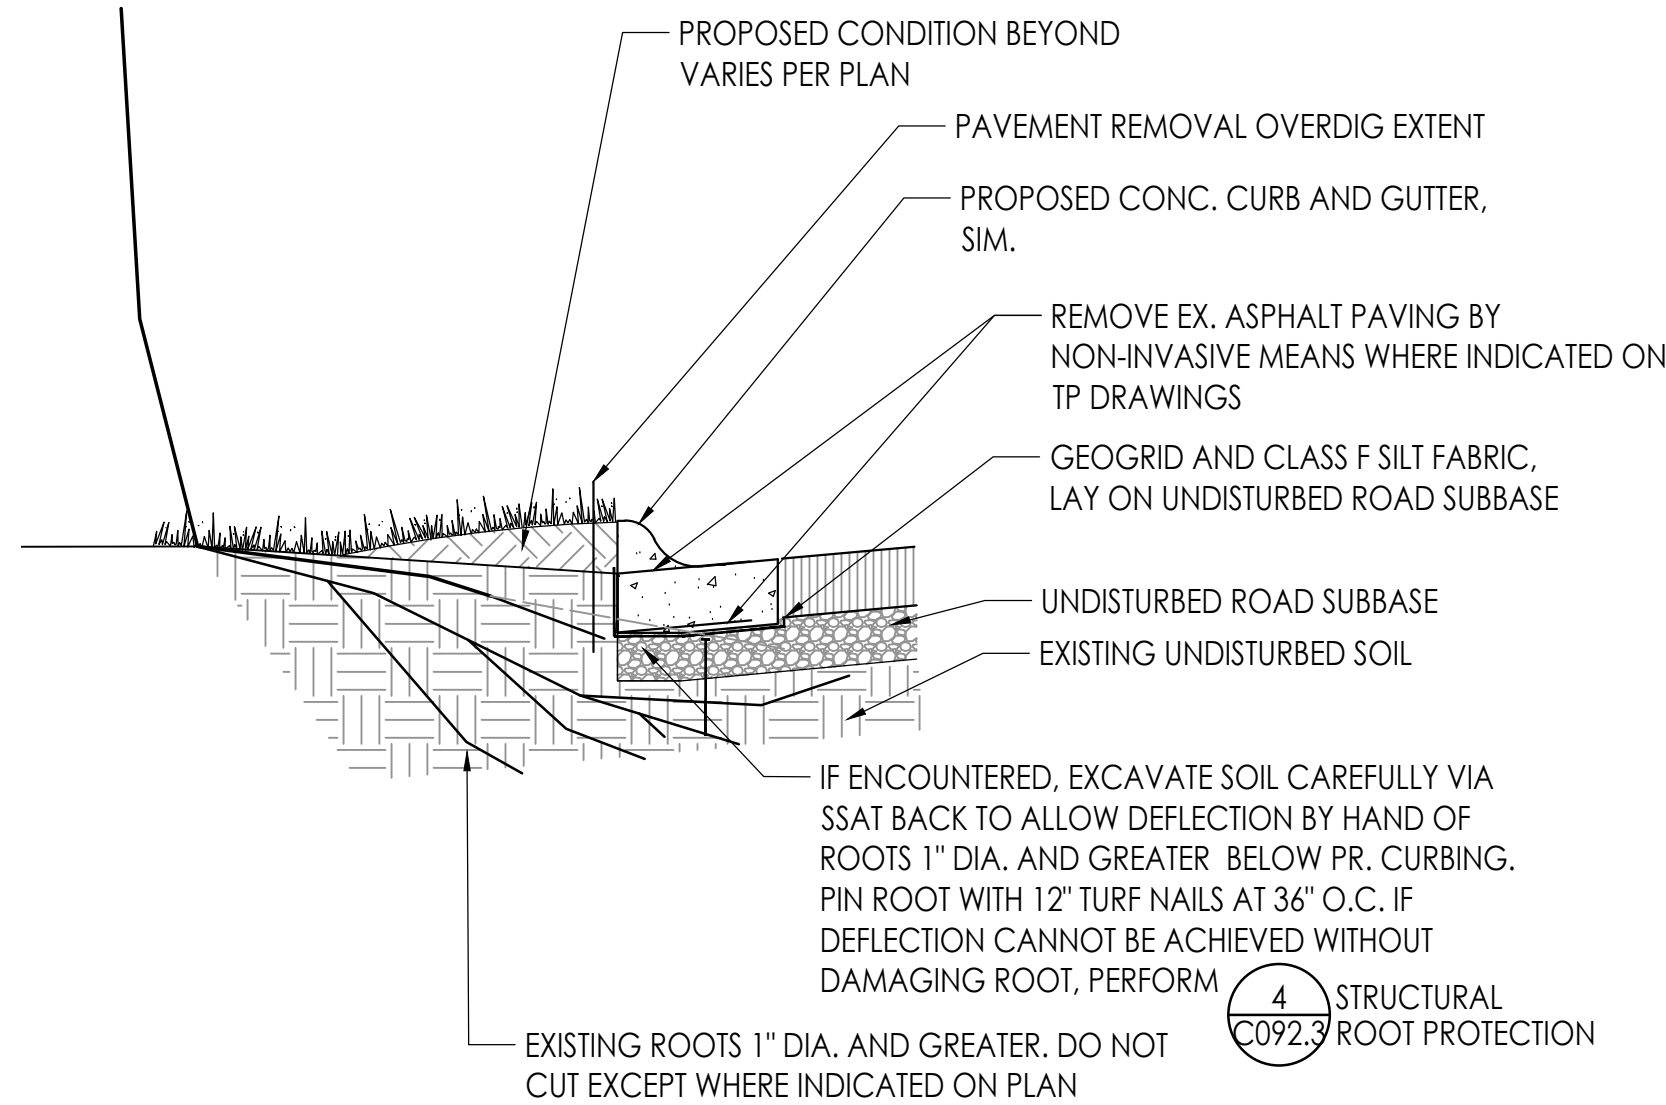 PROPOSED CONDITION BEYOND
VARIES PER PLAN
PAVEMENT REMOVAL OVERDIG EXTENT
PROPOSED CONC. CURB AND GUTTER,
SIM.
REMOVE EX. ASPHALT PAVING BY
NON-INVASIVE MEANS WHERE INDICATED ON
TP DRAWINGS
GEOGRID AND CLASS F SILT FABRIC,
LAY ON UNDISTURBED ROAD SUBBASE
UNDISTURBED ROAD SUBBASE
EXISTING UNDISTURBED SOIL
IF ENCOUNTERED, EXCAVATE SOIL CAREFULLY VIA
SSAT BACK TO ALLOW DEFLECTION BY HAND OF
ROOTS 1" DIA. AND GREATER BELOW PR. CURBING.
PIN ROOT WITH 12" TURF NAILS AT 36" O.C. IF
DEFLECTION CANNOT BE ACHIEVED WITHOUT
DAMAGING ROOT, PERFORM
4
C092.3
STRUCTURAL
ROOT PROTECTION
EXISTING ROOTS 1" DIA. AND GREATER. DO NOT
CUT EXCEPT WHERE INDICATED ON PLAN